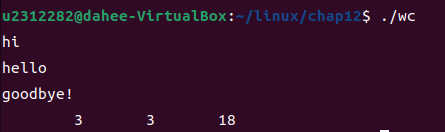 u2312282@dahee-VirtualBox:~/linux/chap12$ ./wc
hi
hello
goodbye!
      3       3      18